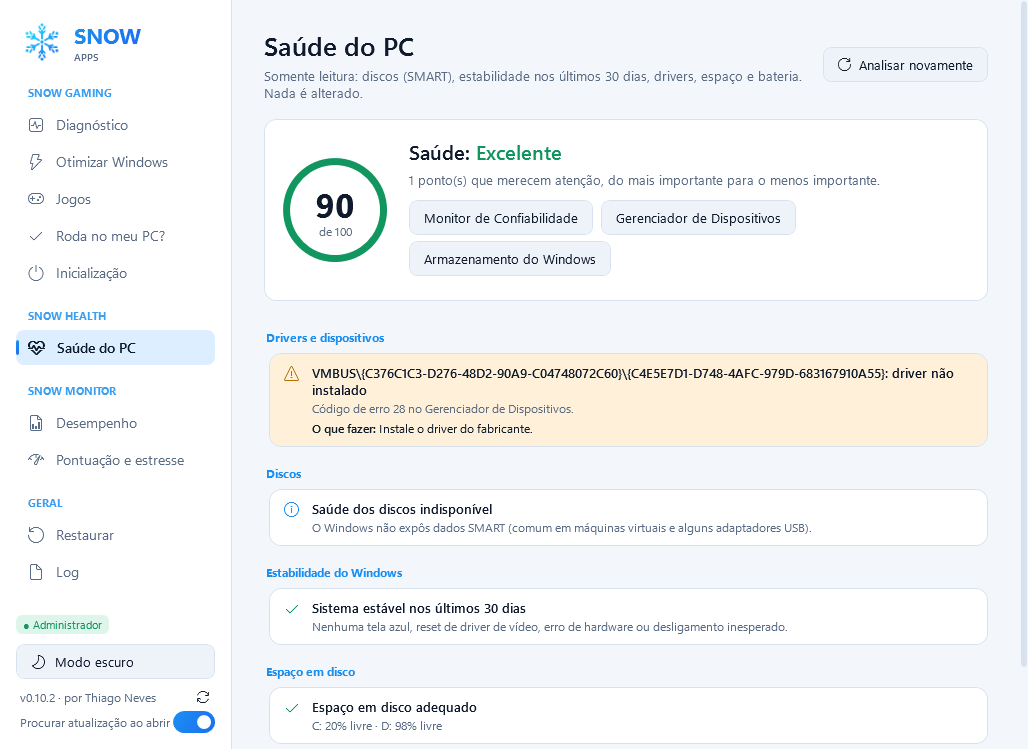 SNOW
APPS
SNOW GAMING
Diagnóstico
Otimizar Windows
Jogos
Roda no meu PC?
Inicialização
SNOW HEALTH
Saúde do PC
SNOW MONITOR
Desempenho
Pontuação e estresse
GERAL
Restaurar
Log
Administrador
Modo escuro
v0.10.2 · por Thiago Neves
Procurar atualização ao abrir
Saúde do PC
Somente leitura: discos (SMART), estabilidade nos últimos 30 dias, drivers, espaço e bateria.
Nada é alterado.
Analisar novamente
90
de 100
Saúde: Excelente
1 ponto(s) que merecem atenção, do mais importante para o menos importante.
Monitor de Confiabilidade
Gerenciador de Dispositivos
Armazenamento do Windows
Drivers e dispositivos
VMBUS\{C376C1C3-D276-48D2-90A9-C04748072C60}\{C4E5E7D1-D748-4AFC-979D-683167910A55}: driver não
instalado
Código de erro 28 no Gerenciador de Dispositivos.
O que fazer: Instale o driver do fabricante.
Discos
Saúde dos discos indisponível
O Windows não expôs dados SMART (comum em máquinas virtuais e alguns adaptadores USB).
Estabilidade do Windows
Sistema estável nos últimos 30 dias
Nenhuma tela azul, reset de driver de vídeo, erro de hardware ou desligamento inesperado.
Espaço em disco
Espaço em disco adequado
C: 20% livre · D: 98% livre